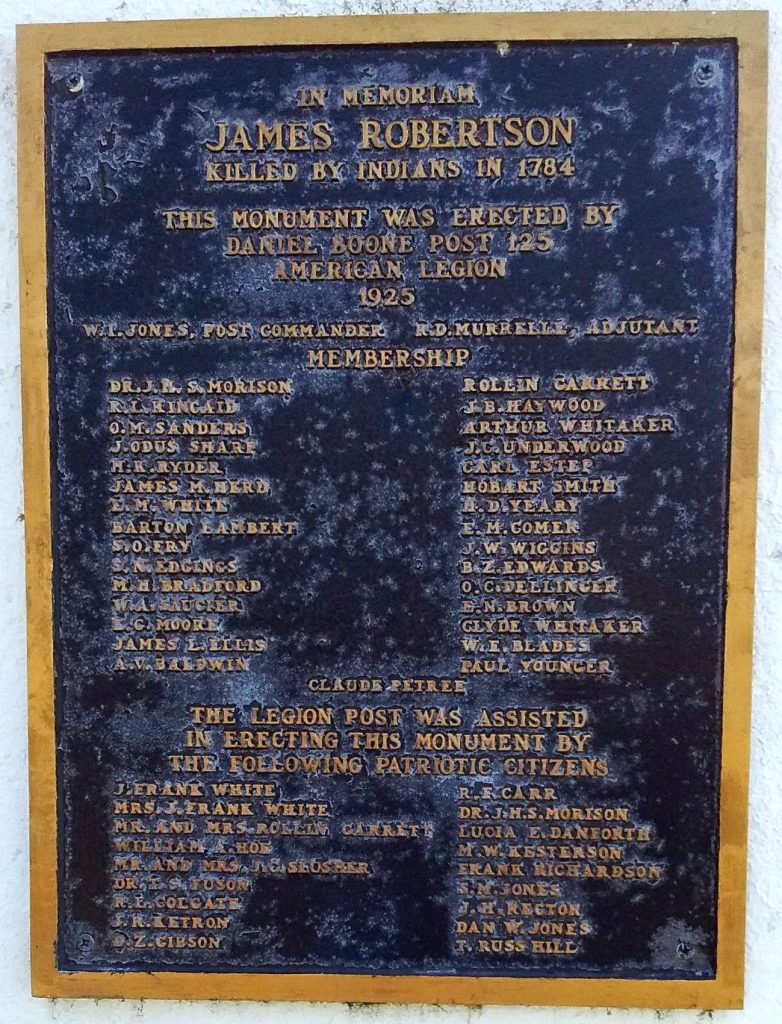 IN MEMORIAM
JAMES ROBERTSON
KILLED BY INDIANS IN 1784
THIS MONUMENT WAS ERECTED BY
DANIEL BOONE POST 125
AMERICAN LEGION
1925
W.I. JONES, POST COMMANDER R.D. MURRELLE, ADJUTANT
MEMBERSHIP
DR. J.H.S. MORISON
R.L. KINCAID
O.M. SANDERS
J. ODUS SHARP
H.K. RYDER
JAMES M. HERD
E.M. WHITE
BARTON LAMBERT
S.O. FRY
S.N. EDGINGS
M.H. BRADFORD
W.A. SAUCIER
L.G. MOORE
JAMES L. ELLIS
A.V. BALDWIN
ROLLIN GARRETT
J.B. HAYWOOD
ARTHUR WHITAKER
J.C. UNDERWOOD
CARL ESTEP
HOBART SMITH
H.D. YEARY
E.M. COMER
J.W. WIGGINS
B.Z. EDWARDS
O.C. DELLINGER
E.N. BROWN
CLYDE WHITAKER
W.E. BLADES
PAUL YOUNGER
CLAUDE PETREE
THE LEGION POST WAS ASSISTED
IN ERECTING THIS MONUMENT BY
THE FOLLOWING PATRIOTIC CITIZENS
J. FRANK WHITE
MRS. J. FRANK WHITE
MR. AND MRS. ROLLIN GARRETT
WILLIAM A. HOE
MR. AND MRS. J.C. SLUSHER
DR. T.S. FUSON
R.L. COLGATE
J.R. KETRON
D.Z. GIBSON
R.F. CARR
DR. J.H.S. MORISON
LUCIA E. DANFORTH
M.W. KESTERSON
FRANK RICHARDSON
S.M. JONES
J.H. RECTOR
DAN W. JONES
T. RUSS HILL